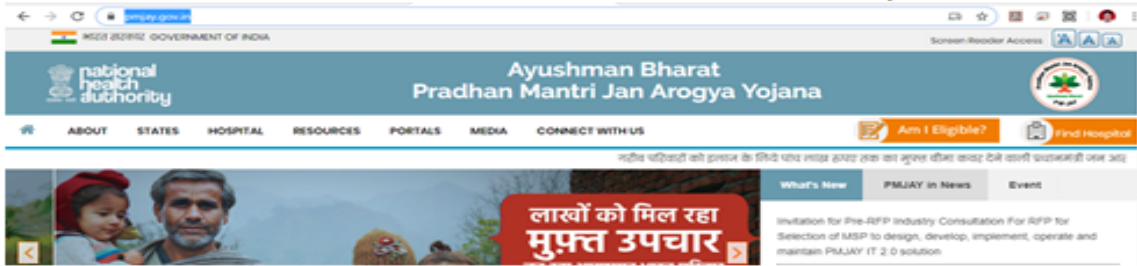 pmjay.gov.in
भारत सरकार GOVERNMENT OF INDIA
Screen Reader Access A A A
national
health
authority
Ayushman Bharat
Pradhan Mantri Jan Arogya Yojana
ABOUT STATES HOSPITAL RESOURCES PORTALS MEDIA CONNECT WITH US
Am I Eligible?
Find Hospital
गरीब परिवारों को इलाज के लिये पांच लाख रुपए तक का मुफ्त बीमा कवर देने वाली प्रधानमंत्री जन
What's New PMJAY in News Event
लाखों को मिल रहा
मुफ़्त उपचार
Invitation for Pre-RFP Industry Consultation For RFP for
Selection of MSP to design, develop, implement, operate and
maintain PMJAY IT 2.0 solution